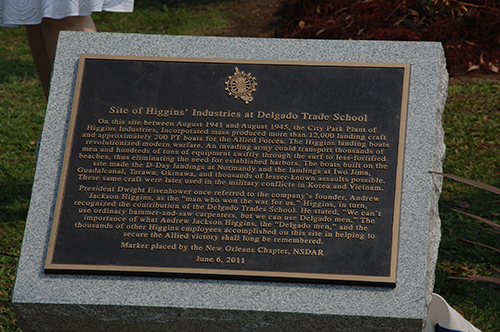 Site of Higgins' Industries at Delgado Trade School
On this site between August 1941 and August 1945, the City Park Plant of
Higgins Industries, Incorporated mass produced more than 12,000 landing craft
and approximately 200 PT boats for the Allied Forces. The Higgins landing boats
revolutionized modern warfare. An invading army could transport thousands of
men and hundreds of tons of equipment swiftly through the surf to less-fortified
beaches, thus eliminating the need for established harbors. The boats built on the
site made the D-Day landings at Normandy and the landings at Iwo Jima,
Guadalcanal, Tarawa, Okinawa, and thousands of lesser-known assaults possible.
These same craft were later used in the military conflicts in Korea and Vietnam.
President Dwight Eisenhower once referred to the company's founder, Andrew
Jackson Higgins, as the "man who won the war for us." Higgins, in turn,
recognized the contribution of the Delgado Trades School. He stated, "We can't
use ordinary hammer-and-saw carpenters, but we can use Delgado men." The
importance of what Andrew Jackson Higgins, the "Delgado men," and the
thousands of other Higgins employees accomplished on this site in helping to
secure the Allied victory shall long be remembered.
Marker placed by the New Orleans Chapter, NSDAR
June 6, 2011